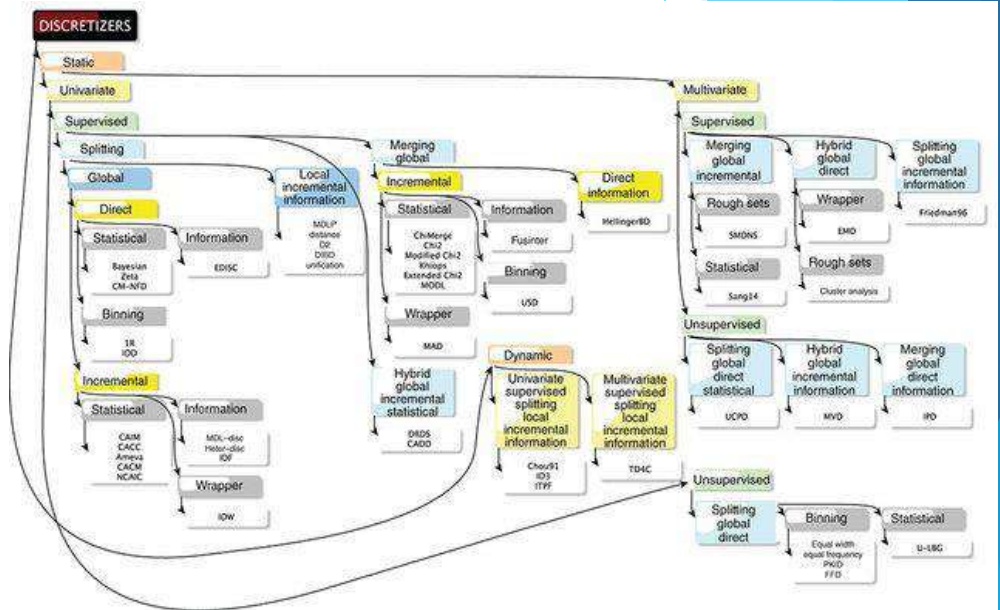 DISCRETIZERS
Static
Univariate
Supervised
Splitting
Global
Direct
Statistical
Bayesian
Zeta
CM-NFD
Information
EDISC
Binning
1R
IOD
Incremental
Statistical
CAIM
CACC
Ameva
CACM
NCAIC
Information
MDL-disc
Heter-disc
IDF
Wrapper
IDW
Local
incremental
information
distance
D2
unification
Merging
global
Incremental
Statistical
ChiMerge
Chi2
Modified Chi2
Khiops
Extended Chi2
MODL
Information
Fusinter
Binning
USD
Wrapper
MAD
Direct
information
HellingerBD
Hybrid
global
incremental
statistical
DRDS
CADD
Dynamic
Univariate
supervised
splitting
local
incremental
information
Chou91
ID3
ITPF
Multivariate
supervised
splitting
local
incremental
information
TD4C
Multivariate
Supervised
Merging
global
incremental
Rough sets
SMDNS
Statistical
Sang14
Hybrid
global
direct
Wrapper
EMD
Rough sets
Cluster analysis
Splitting
global
incremental
information
Friedman96
Unsupervised
Splitting
global
direct
statistical
UCPD
Hybrid
global
incremental
information
MVD
Merging
global
direct
information
IPD
Unsupervised
Splitting
global
direct
Binning
Equal width
equal frequency
PKID
FFD
Statistical
U-LBG